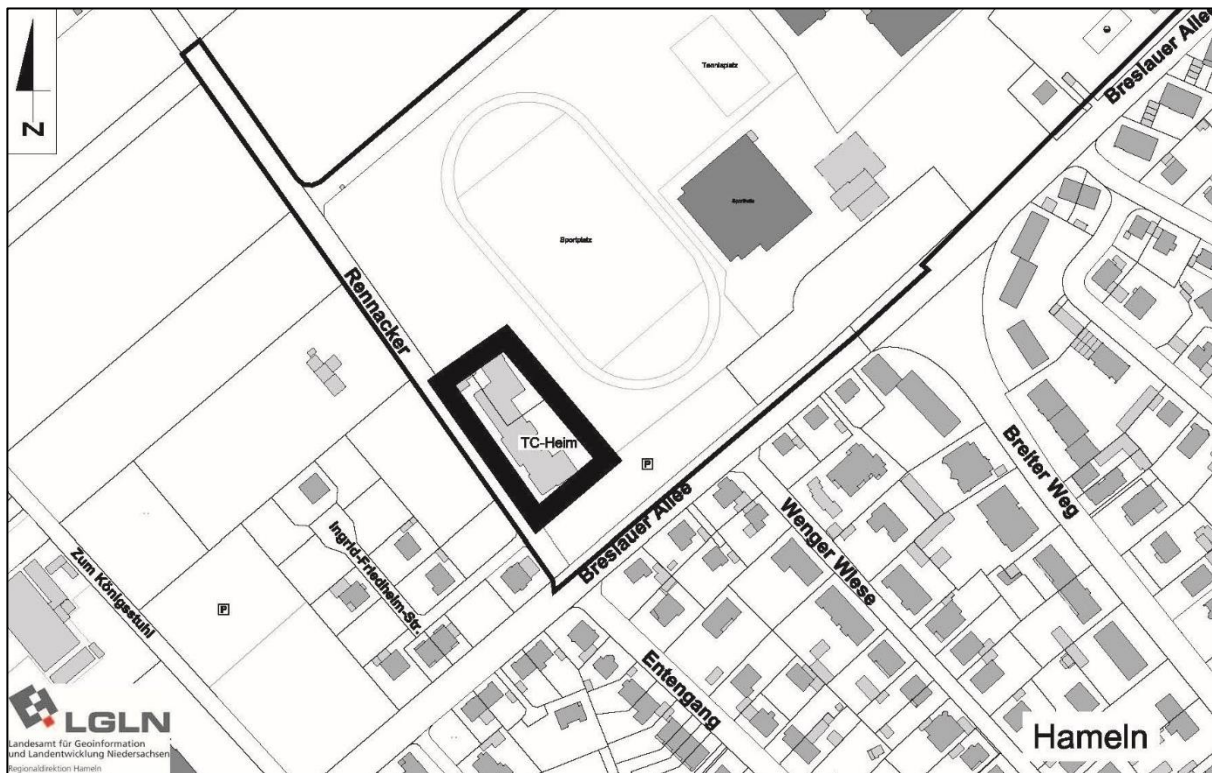 N
Tennisplatz
Breslauer Allee
Sporthalle
Sportplatz
Rennacker
TC-Heim
P
Breslauer Allee
Breiter Weg
Wenger Wiese
Ingrid-Friedheim-Str.
Zum Königsstuhl
P
Entengang
LGLN
Landesamt für Geoinformation
und Landentwicklung Niedersachsen
Regionaldirektion Hameln
Hameln